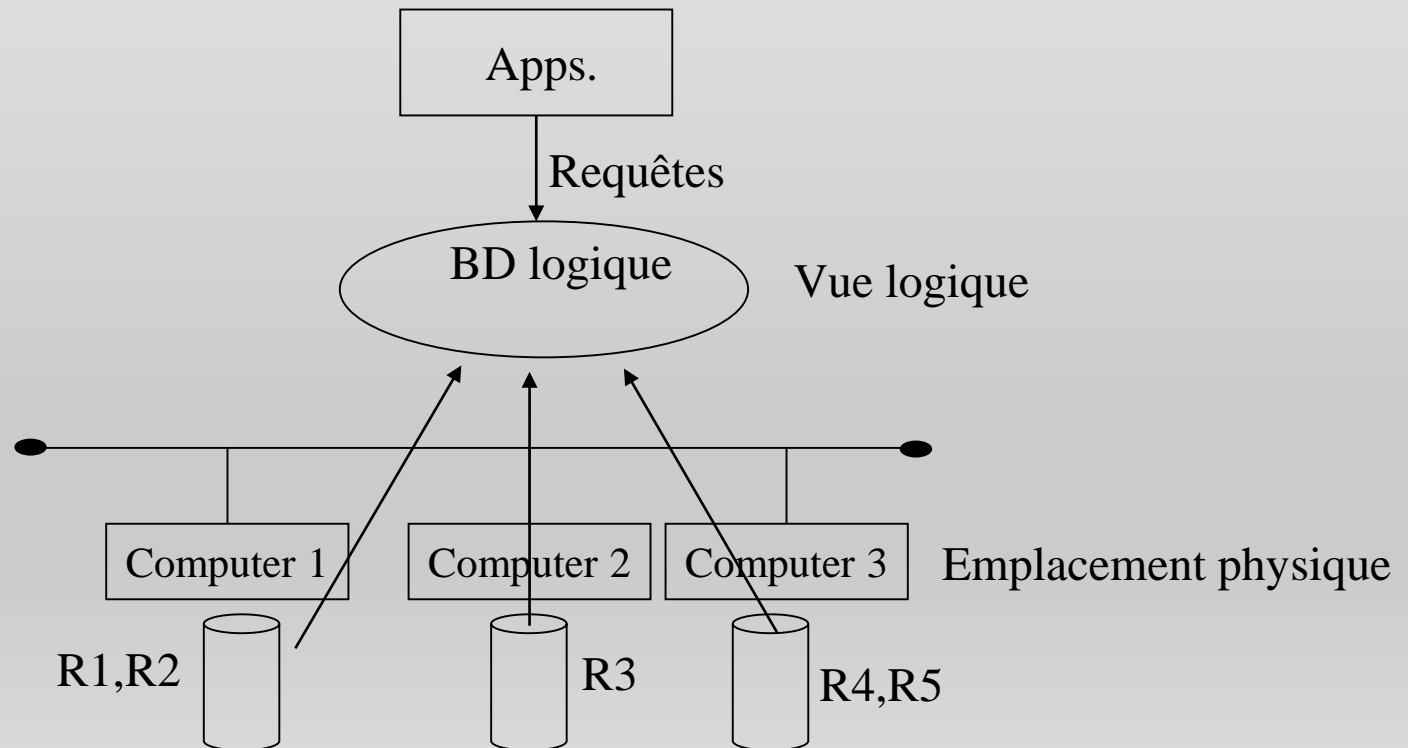 Apps.
Requêtes
BD logique
Vue logique
Computer 1
Computer 2
Computer 3
Emplacement physique
R1,R2
R3
R4,R5